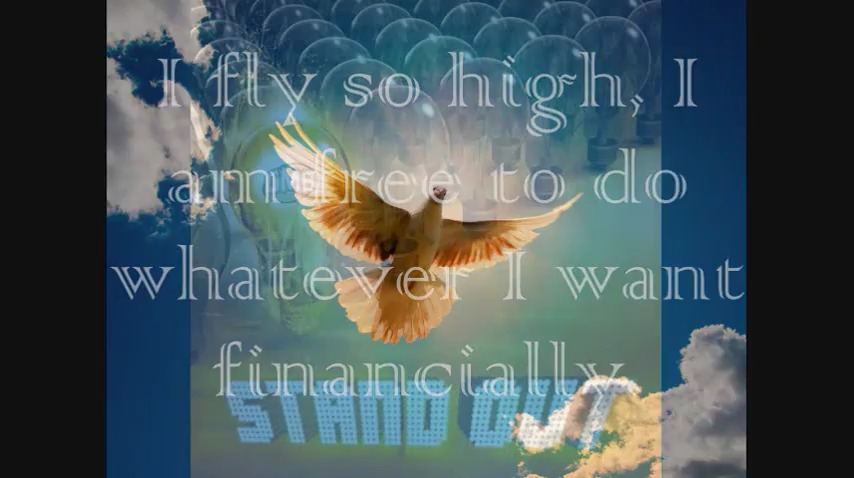 I fly so high, I
am free to do
whatever I want
financially
STAND OUT